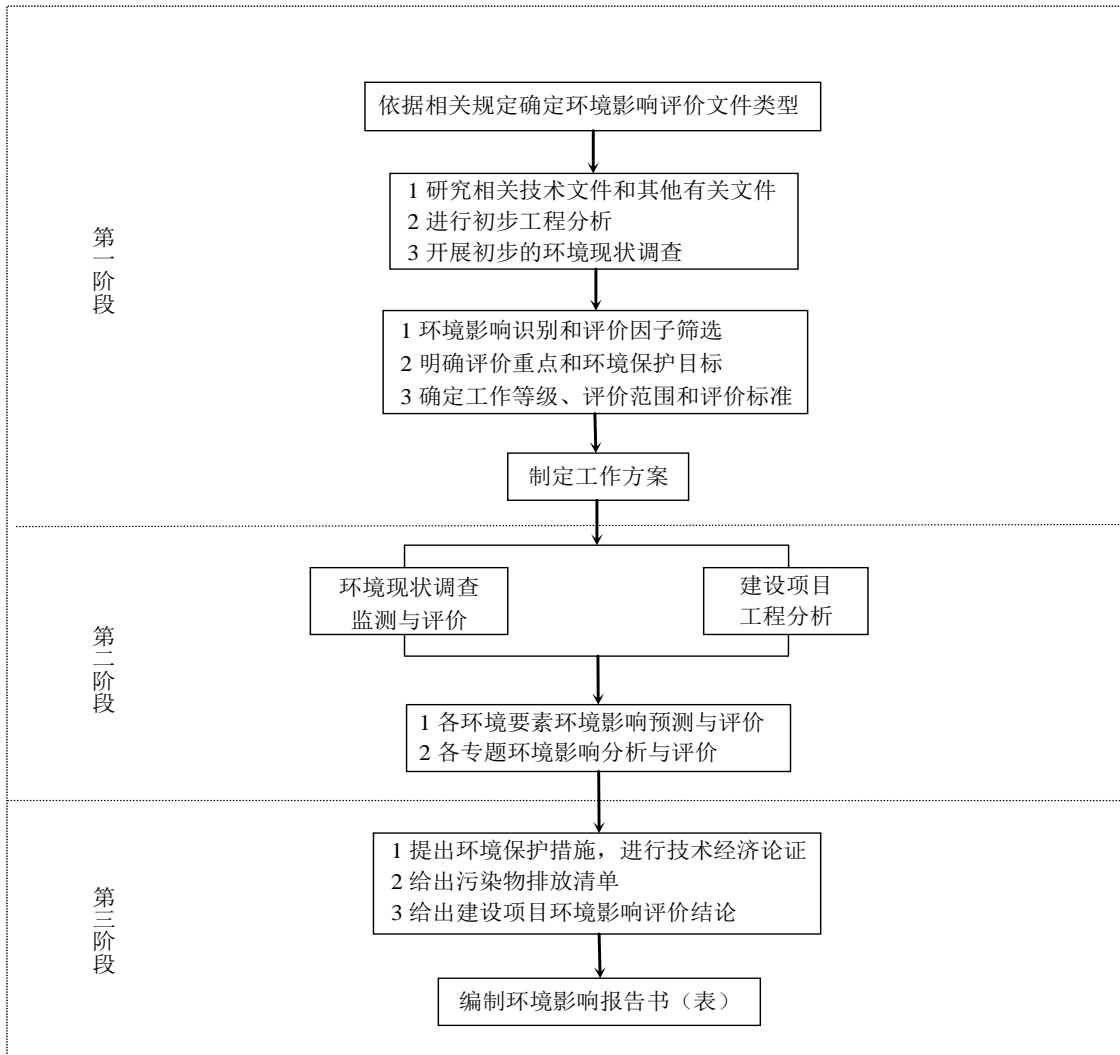 依据相关规定确定环境影响评价文件类型
第一阶段
1 研究相关技术文件和其他有关文件
2 进行初步工程分析
3 开展初步的环境现状调查
1 环境影响识别和评价因子筛选
2 明确评价重点和环境保护目标
3 确定工作等级、评价范围和评价标准
制定工作方案
第二阶段
环境现状调查
监测与评价
建设项目
工程分析
1 各环境要素环境影响预测与评价
2 各专题环境影响分析与评价
第三阶段
1 提出环境保护措施，进行技术经济论证
2 给出污染物排放清单
3 给出建设项目环境影响评价结论
编制环境影响报告书（表）